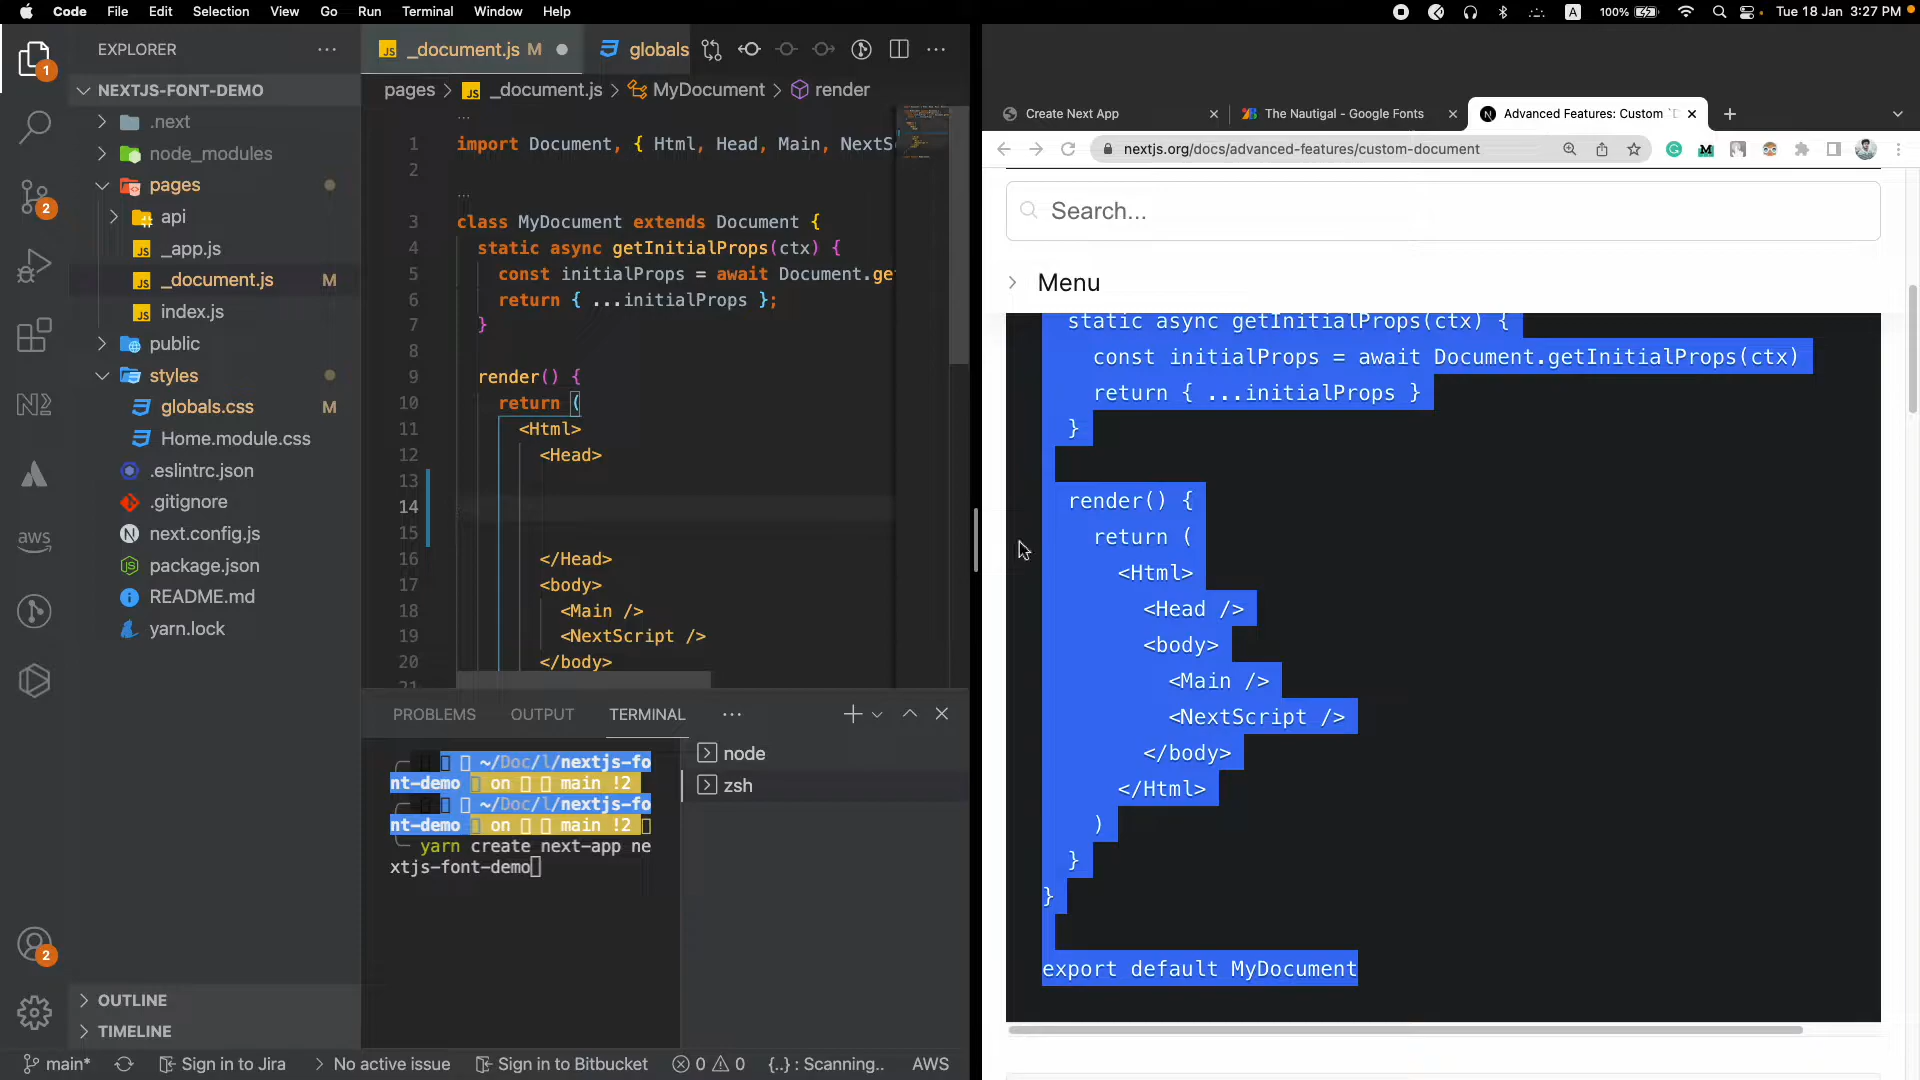 Code File Edit Selection View Go Run Terminal Window Help
A 100% Tue 18 Jan 3:27 PM
EXPLORER
1
NEXTJS-FONT-DEMO
.next
node_modules
pages
api
2
_app.js
_document.js M
index.js
public
styles
globals.css M
Home.module.css
.eslintrc.json
.gitignore
next.config.js
aws
package.json
README.md
yarn.lock
2
OUTLINE
TIMELINE
JS _document.js M globals
pages > JS _document.js > MyDocument > render
1 import Document, { Html, Head, Main, NextS
2
3 class MyDocument extends Document {
4 static async getInitialProps(ctx) {
5 const initialProps = await Document.ge
6 return { ...initialProps };
7 }
8
9 render() {
10 return (
11 <Html>
12 <Head>
13
14
15
16 </Head>
17 <body>
18 <Main />
19 <NextScript />
20 </body>
21
PROBLEMS OUTPUT TERMINAL
~/Doc/l/nextjs-fo
nt-demo on main !2
~/Doc/l/nextjs-fo
nt-demo on main !2
yarn create next-app ne
xtjs-font-demo
node
zsh
main* Sign in to Jira No active issue Sign in to Bitbucket 0 0 {..} : Scanning.. AWS
Create Next App The Nautigal - Google Fonts Advanced Features: Custom `D
nextjs.org/docs/advanced-features/custom-document
Search...
Menu
static async getInitialProps(ctx) {
const initialProps = await Document.getInitialProps(ctx)
return { ...initialProps }
}
render() {
return (
<Html>
<Head />
<body>
<Main />
<NextScript />
</body>
</Html>
)
}
}
export default MyDocument